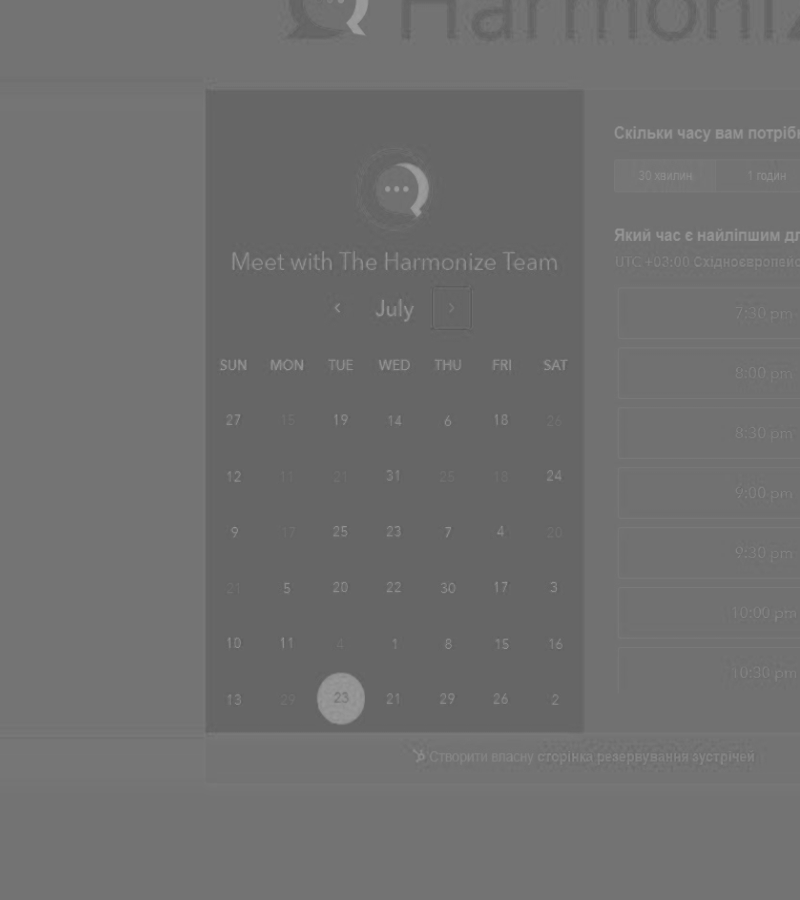 Harmoniz
Meet with The Harmonize Team
July
SUN MON TUE WED THU FRI SAT
27 15 19 14 6 18 26
12 11 21 31 25 18 24
9 17 25 23 7 4 20
21 5 20 22 30 17 3
10 11 4 1 8 15 16
13 29 23 21 29 26 2
Скільки часу вам потрібн
30 хвилин 1 годин
Який час є найліпшим дл
UTC +03:00 Східноєвропейс
7:30 pm
8:00 pm
8:30 pm
9:00 pm
9:30 pm
10:00 pm
10:30 pm
Створити власну сторінка резервування зустрічей